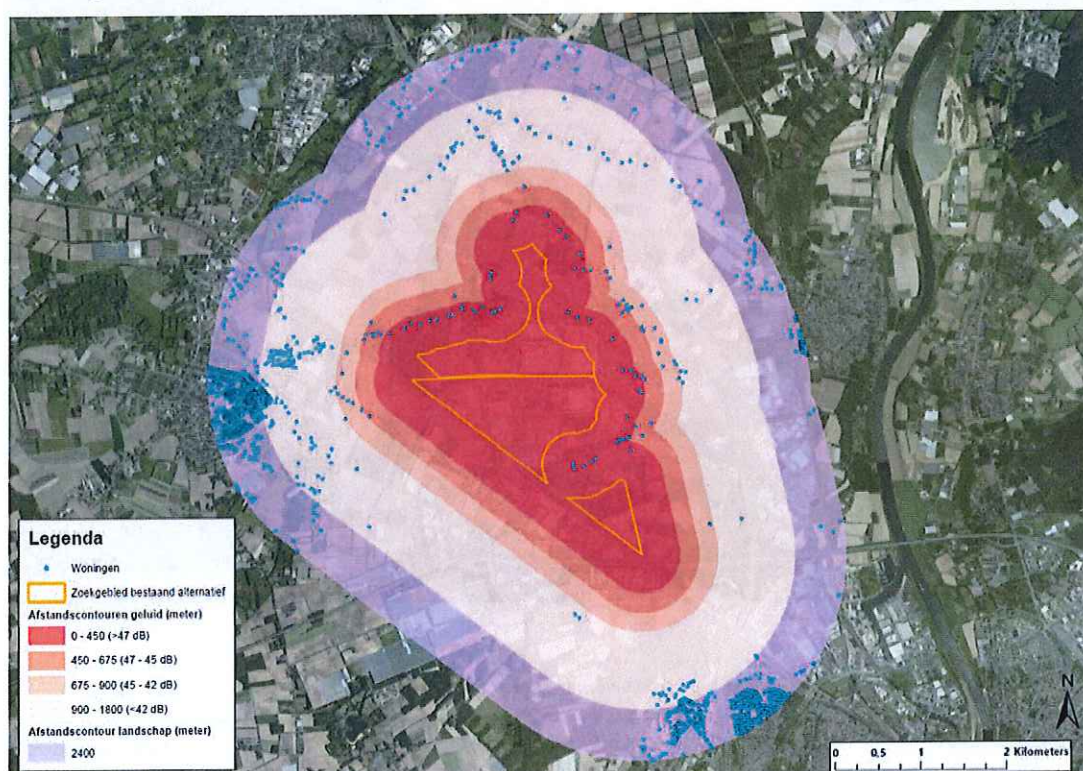 Legenda
Woningen
Zoekgebied bestaand alternatief
Afstandscontouren geluid (meter)
0 - 450 (>47 dB)
450 - 675 (47 - 45 dB)
675 - 900 (45 - 42 dB)
900 - 1800 (<42 dB)
Afstandscontour landschap (meter)
2400
N
0 0,5 1 2 Kilometers